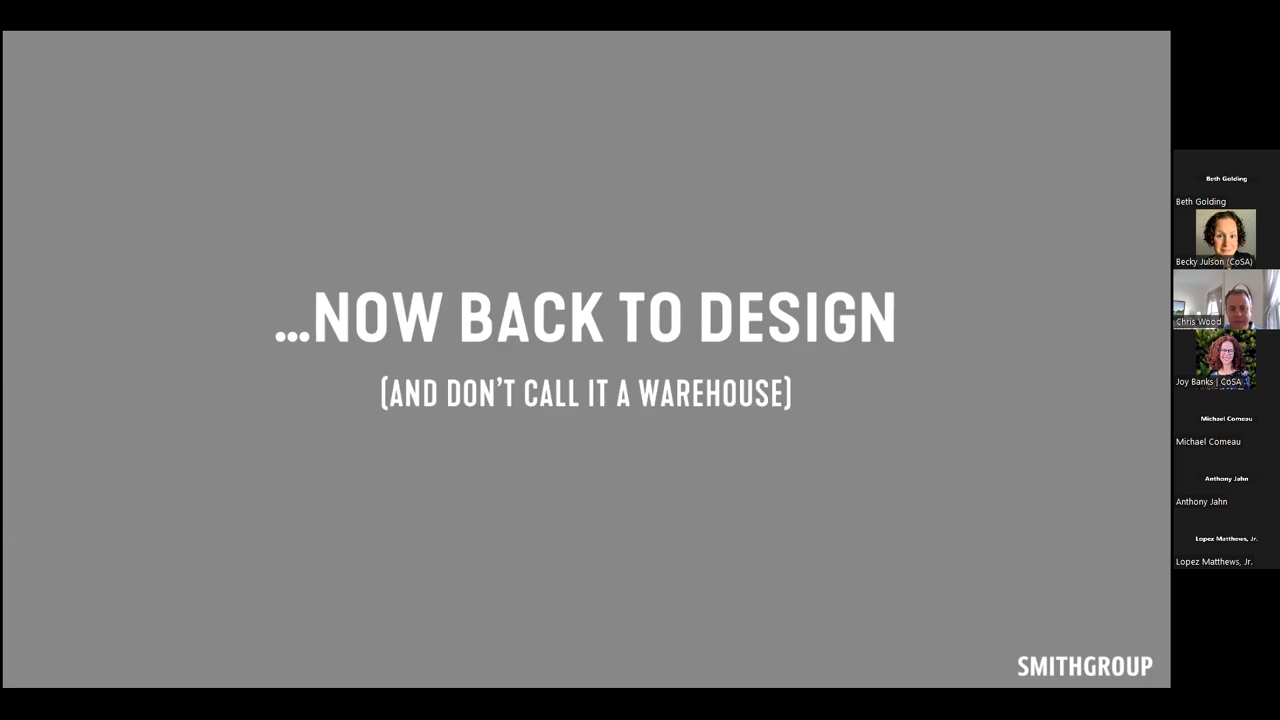 ...NOW BACK TO DESIGN
(AND DON'T CALL IT A WAREHOUSE)
SMITHGROUP
Beth Golding
Beth Golding
Becky Julson (CoSA)
Chris Wood
Joy Banks | CoSA
Michael Comeau
Michael Comeau
Anthony Jahn
Anthony Jahn
Lopez Matthews, Jr.
Lopez Matthews, Jr.